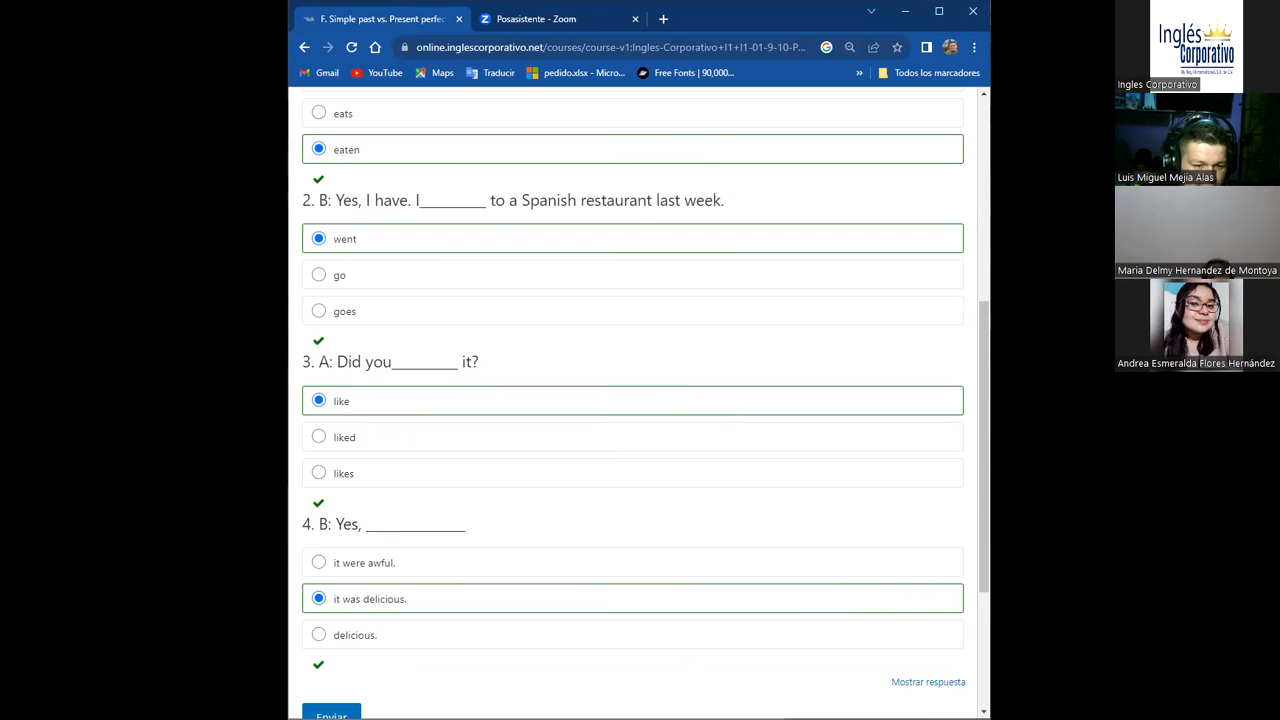 F. Simple past vs. Present perfec
Posasistente - Zoom
online.inglescorporativo.net/courses/course-v1:Ingles-Corporativo+I1+I1-01-9-10-P...
Gmail
YouTube
Maps
Traducir
pedido.xlsx - Micro...
Free Fonts | 90,000...
»
Todos los marcadores
eats
eaten
2. B: Yes, I have. I_________ to a Spanish restaurant last week.
went
go
goes
3. A: Did you_________ it?
like
liked
likes
4. B: Yes, ______________
it were awful.
it was delicious.
delicious.
Mostrar respuesta
Enviar
Inglés
Corporativo
Ingles Corporativo
Luis Miguel Mejia Alas
Maria Delmy Hernandez de Montoya
Andrea Esmeralda Flores Hernández